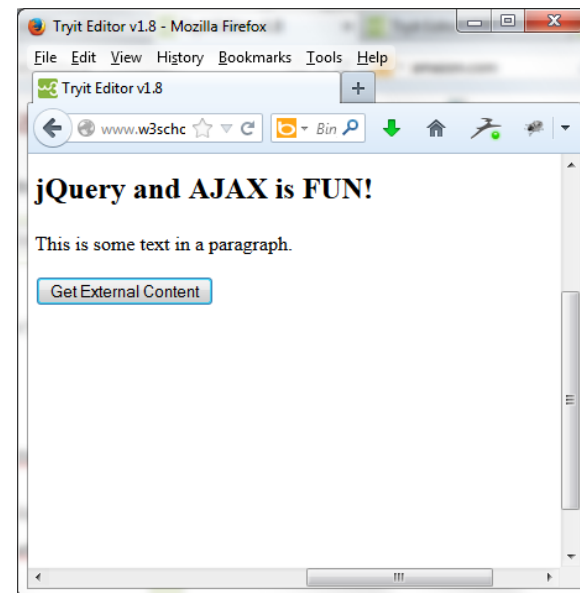 Tryit Editor v1.8 - Mozilla Firefox
File Edit View History Bookmarks Tools Help
Tryit Editor v1.8
www.w3schc Bin
jQuery and AJAX is FUN!
This is some text in a paragraph.
Get External Content